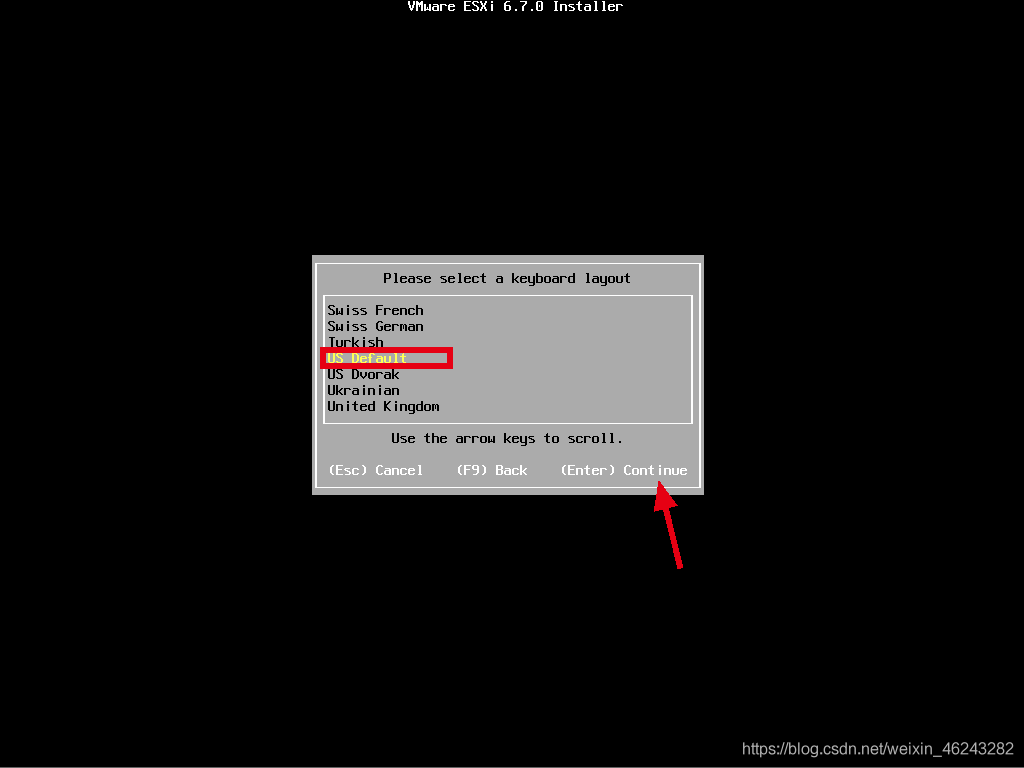 VMware ESXi 6.7.0 Installer
Please select a keyboard layout
Swiss French
Swiss German
Turkish
US Default
US Dvorak
Ukrainian
United Kingdom
Use the arrow keys to scroll.
(Esc) Cancel (F9) Back (Enter) Continue
https://blog.csdn.net/weixin_46243282